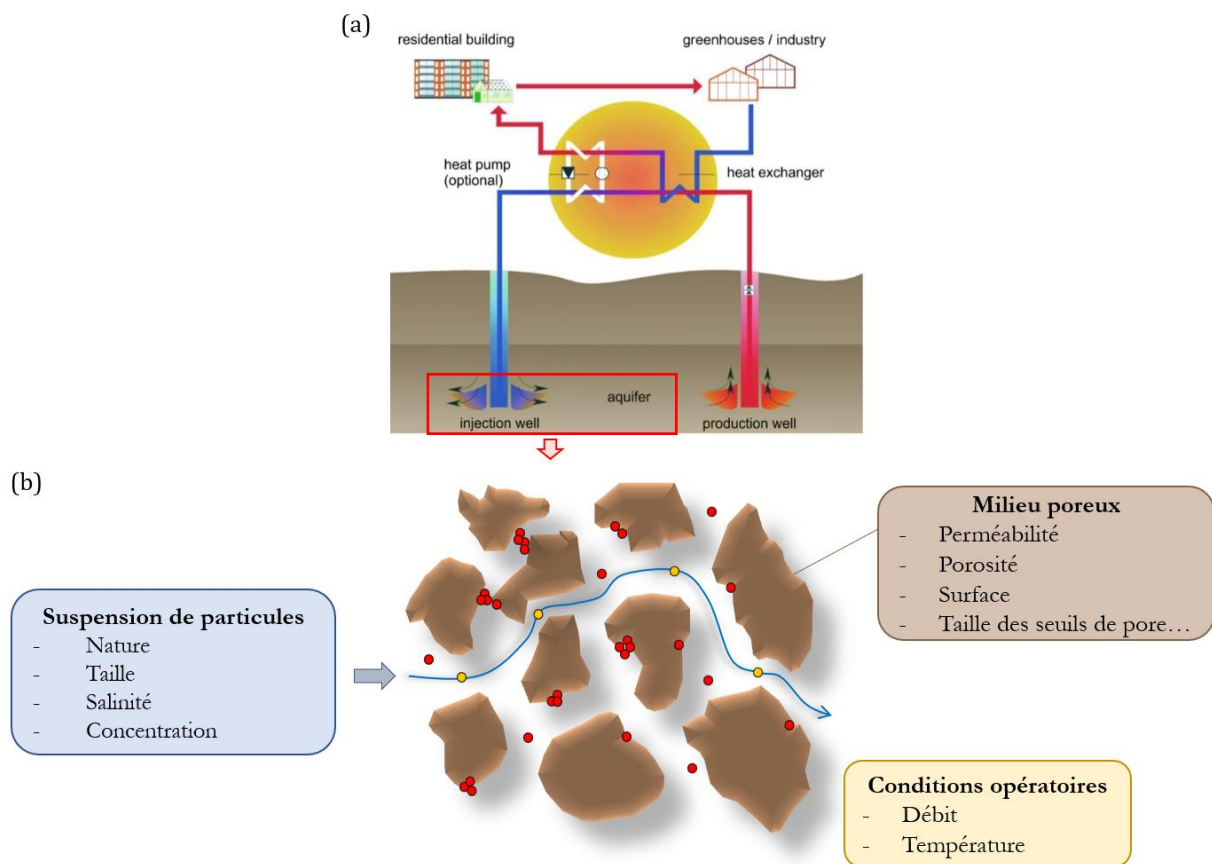 (a)
residential building
greenhouses / industry
heat pump
(optional)
heat exchanger
aquifer
injection well
production well
(b)
Suspension de particules
- Nature
- Taille
- Salinité
- Concentration
Milieu poreux
- Perméabilité
- Porosité
- Surface
- Taille des seuils de pore…
Conditions opératoires
- Débit
- Température